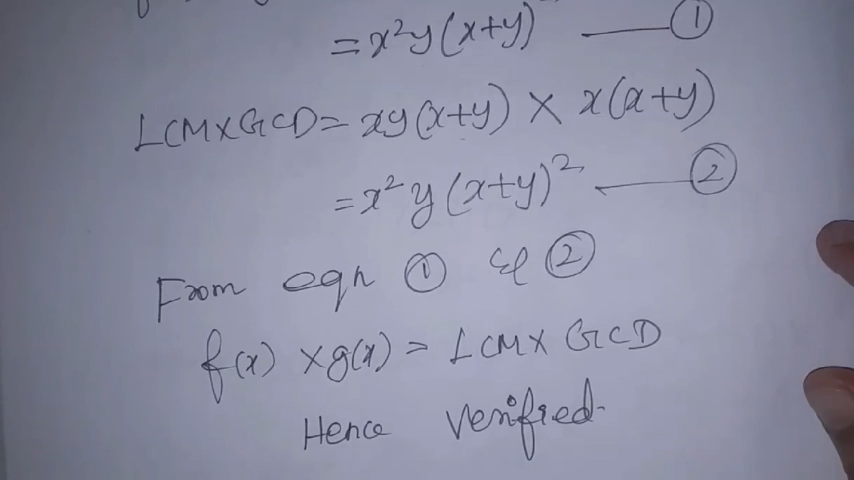 = x²y(x+y) — ①
LCM×GCD = xy(x+y) × x(x+y)
= x²y(x+y)² — ②
From eqn ① & ②
f(x) × g(x) = LCM × GCD
Hence Verified.